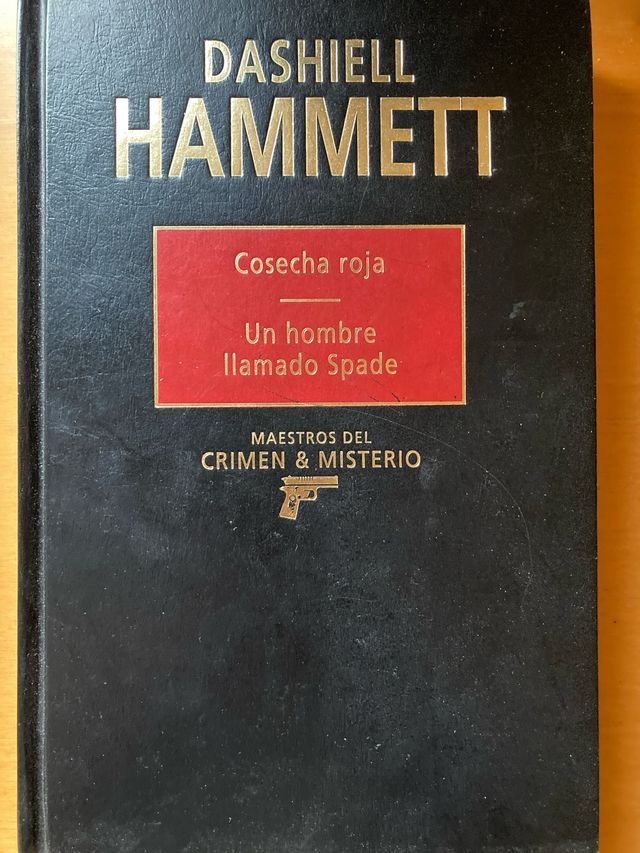 DASHIELL
HAMMETT
Cosecha roja
Un hombre
llamado Spade
MAESTROS DEL
CRIMEN & MISTERIO